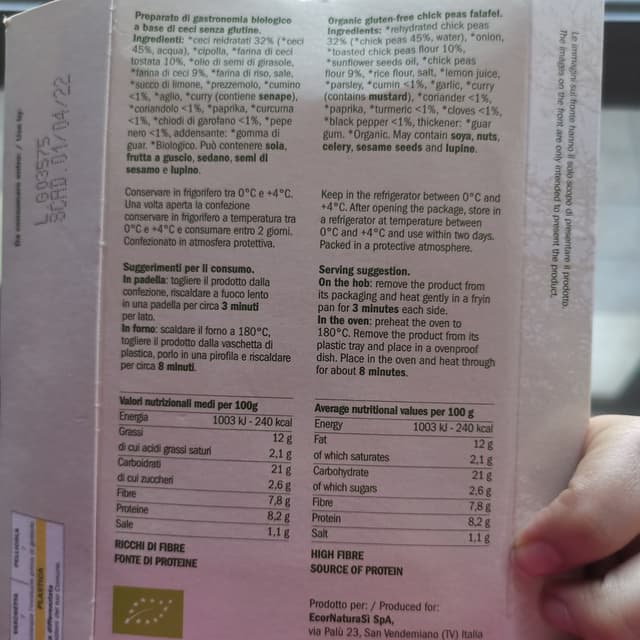 Preparato di gastronomia biologico
a base di ceci senza glutine.
Ingredienti: *ceci reidratati 32% (*ceci
45%, acqua), *cipolla, *farina di ceci
tostata 10%, *olio di semi di girasole,
*farina di ceci 9%, *farina di riso, sale,
*succo di limone, *prezzemolo, *cumino
<1%, *aglio, *curry (contiene senape),
*coriandolo <1%, *paprika, *curcuma
<1%, *chiodi di garofano <1%, *pepe
nero <1%, addensante: *gomma di
guar. *Biologico. Può contenere soia,
frutta a guscio, sedano, semi di
sesamo e lupino.
Conservare in frigorifero tra 0°C e +4°C.
Una volta aperta la confezione
conservare in frigorifero a temperatura tra
0°C e +4°C e consumare entro 2 giorni.
Confezionato in atmosfera protettiva.
Suggerimenti per il consumo.
In padella: togliere il prodotto dalla
confezione, riscaldare a fuoco lento
in una padella per circa 3 minuti
per lato.
In forno: scaldare il forno a 180°C,
togliere il prodotto dalla vaschetta di
plastica, porlo in una pirofila e riscaldare
per circa 8 minuti.
Valori nutrizionali medi per 100g
Energia 1003 kJ - 240 kcal
Grassi 12 g
di cui acidi grassi saturi 2,1 g
Carboidrati 21 g
di cui zuccheri 2,6 g
Fibre 7,8 g
Proteine 8,2 g
Sale 1,1 g
RICCHI DI FIBRE
FONTE DI PROTEINE
Organic gluten-free chick peas falafel.
Ingredients: *rehydrated chick peas
32% (*chick peas 45%, water), *onion,
*toasted chick peas flour 10%,
*sunflower seeds oil, *chick peas
flour 9%, *rice flour, salt, *lemon juice,
*parsley, *cumin <1%, *garlic, *curry
(contains mustard), *coriander <1%,
*paprika, *turmeric <1%, *cloves <1%,
*black pepper <1%, thickener: *guar
gum. *Organic. May contain soya, nuts,
celery, sesame seeds and lupine.
Keep in the refrigerator between 0°C and
+4°C. After opening the package, store in
a refrigerator at temperature between
0°C and +4°C and use within two days.
Packed in a protective atmosphere.
Serving suggestion.
On the hob: remove the product from
its packaging and heat gently in a fryin
pan for 3 minutes each side.
In the oven: preheat the oven to
180°C. Remove the product from its
plastic tray and place in a ovenproof
dish. Place in the oven and heat through
for about 8 minutes.
Average nutritional values per 100 g
Energy 1003 kJ - 240 kcal
Fat 12 g
of which saturates 2,1 g
Carbohydrate 21 g
of which sugars 2,6 g
Fibre 7,8 g
Protein 8,2 g
Salt 1,1 g
HIGH FIBRE
SOURCE OF PROTEIN
Prodotto per: / Produced for:
EcorNaturaSì SpA,
via Palù 23, San Vendemiano (TV) Italia
Le immagini sul fronte hanno il solo scopo di presentare il prodotto.
The images on the front are only intended to present the product.
Da consumare entro: / Use by:
L G03575
SCAD. 01/04/22
VASCHETTA
PELLICOLA
PLASTICA